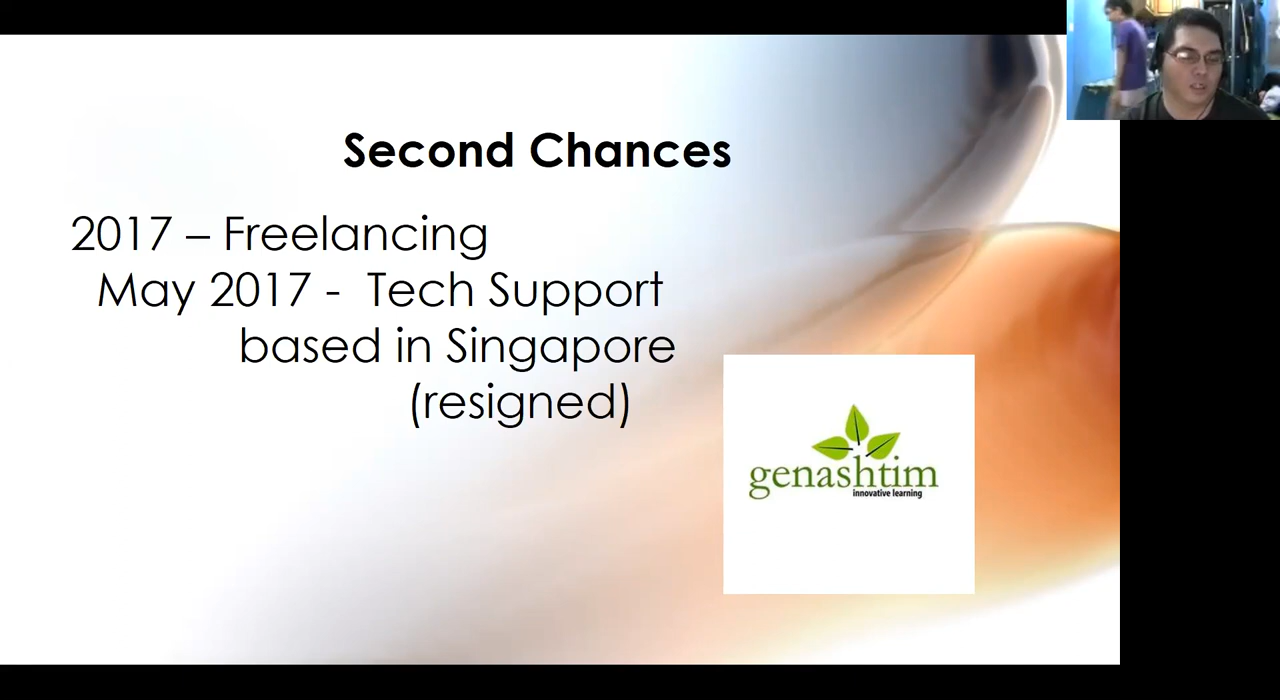 Second Chances
2017 – Freelancing
May 2017 - Tech Support
based in Singapore
(resigned)
genashtim
innovative learning